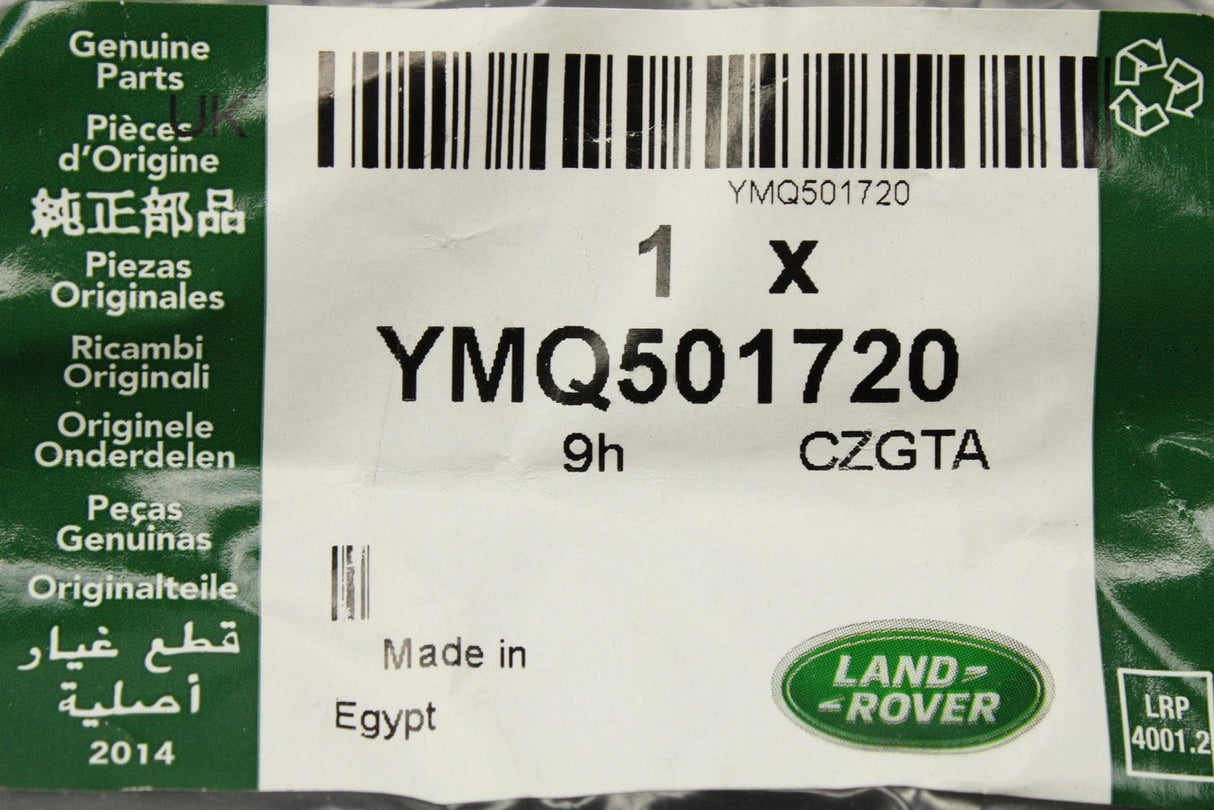 Genuine
Parts
UK
Pièces
d'Origine
純正部品
Piezas
Originales
Ricambi
Originali
Originele
Onderdelen
Peças
Genuinas
Originalteile
قطع غيار
أصلية
2014
YMQ501720
1 x
YMQ501720
9h CZGTA
Made in
Egypt
LAND
ROVER
LRP
4001.2